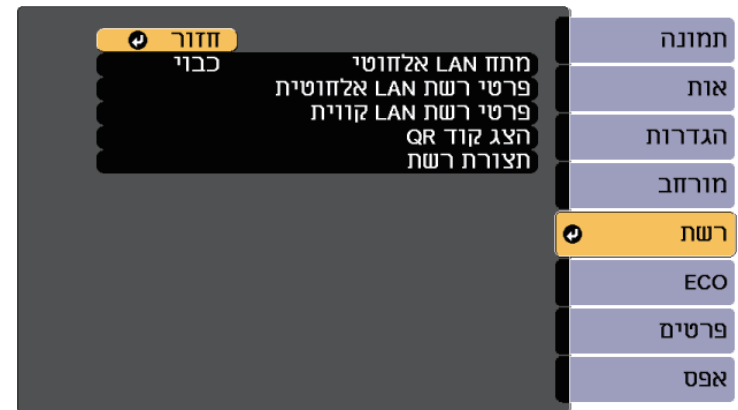 תמונה
אות
הגדרות
מורחב
רשת
ECO
פרטים
אפס
חזור
מתח LAN אלחוטי כבוי
פרטי רשת LAN אלחוטית
פרטי רשת LAN קווית
הצג קוד QR
תצורת רשת